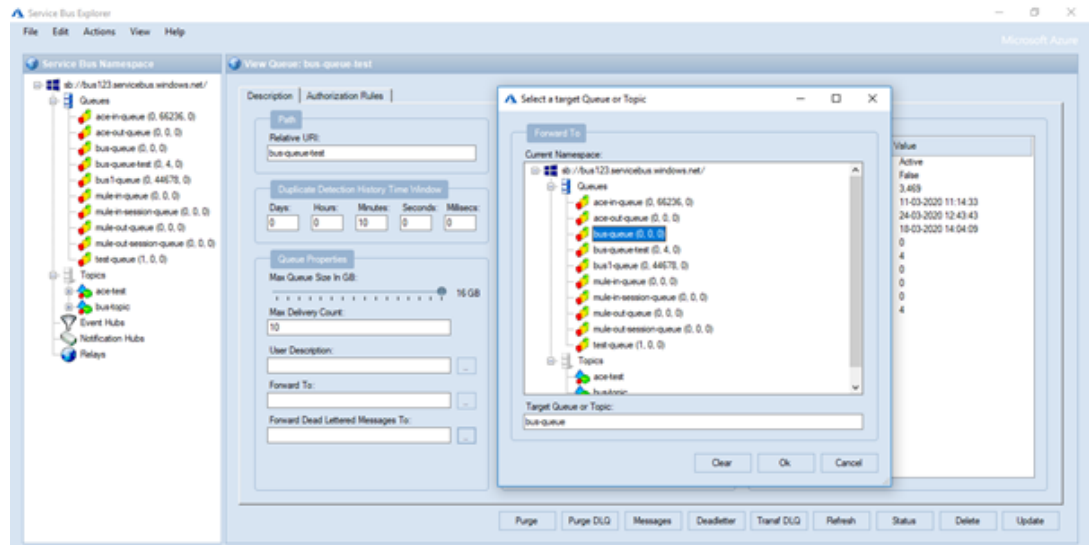 Service Bus Explorer
File Edit Actions View Help
Microsoft Azure
Service Bus Namespace
sb://bus123.servicebus.windows.net/
Queues
ace-in-queue (0, 66236, 0)
ace-out-queue (0, 0, 0)
bus-queue (0, 0, 0)
bus-queue-test (0, 4, 0)
bus1-queue (0, 44678, 0)
mule-in-queue (0, 0, 0)
mule-in-session-queue (0, 0, 0)
mule-out-queue (0, 0, 0)
mule-out-session-queue (0, 0, 0)
test-queue (1, 0, 0)
Topics
ace-test
bus-topic
Event Hubs
Notification Hubs
Relays
View Queue: bus-queue-test
Description Authorization Rules
Path
Relative URI:
bus-queue-test
Duplicate Detection History Time Window
Days: Hours: Minutes: Seconds: Millisecs:
0 0 10 0 0
Queue Properties
Max Queue Size In GB:
16 GB
Max Delivery Count:
10
User Description:
...
Forward To:
...
Forward Dead Lettered Messages To:
...
Select a target Queue or Topic
Forward To
Current Namespace:
sb://bus123.servicebus.windows.net/
Queues
ace-in-queue (0, 66236, 0)
ace-out-queue (0, 0, 0)
bus-queue (0, 0, 0)
bus-queue-test (0, 4, 0)
bus1-queue (0, 44678, 0)
mule-in-queue (0, 0, 0)
mule-in-session-queue (0, 0, 0)
mule-out-queue (0, 0, 0)
mule-out-session-queue (0, 0, 0)
test-queue (1, 0, 0)
Topics
ace-test
bus-topic
Target Queue or Topic:
bus-queue
Clear Ok Cancel
Value
Active
False
3,469
11-03-2020 11:14:33
24-03-2020 12:43:43
18-03-2020 14:04:09
0
4
0
0
0
4
Purge Purge DLQ Messages Deadletter Transf DLQ Refresh Status Delete Update